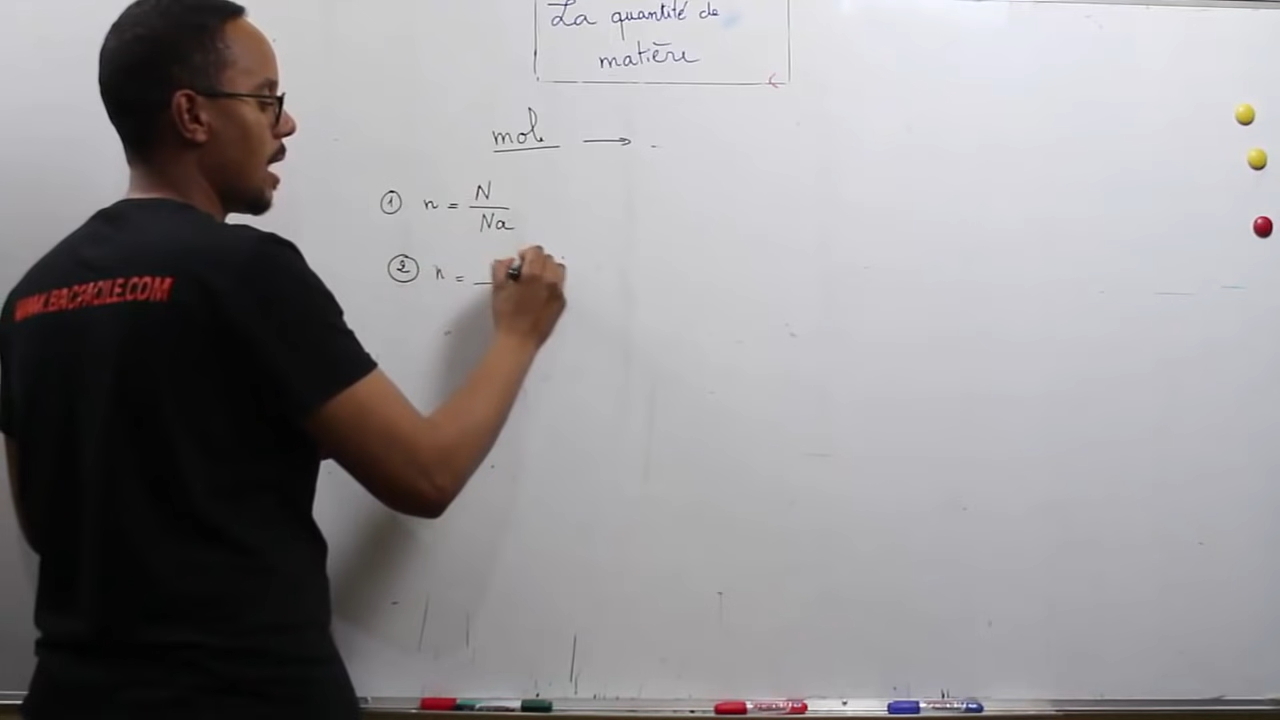 La quantité de
matière
mol → -
① n = N / Na
② n =
WWW.BACFACILE.COM